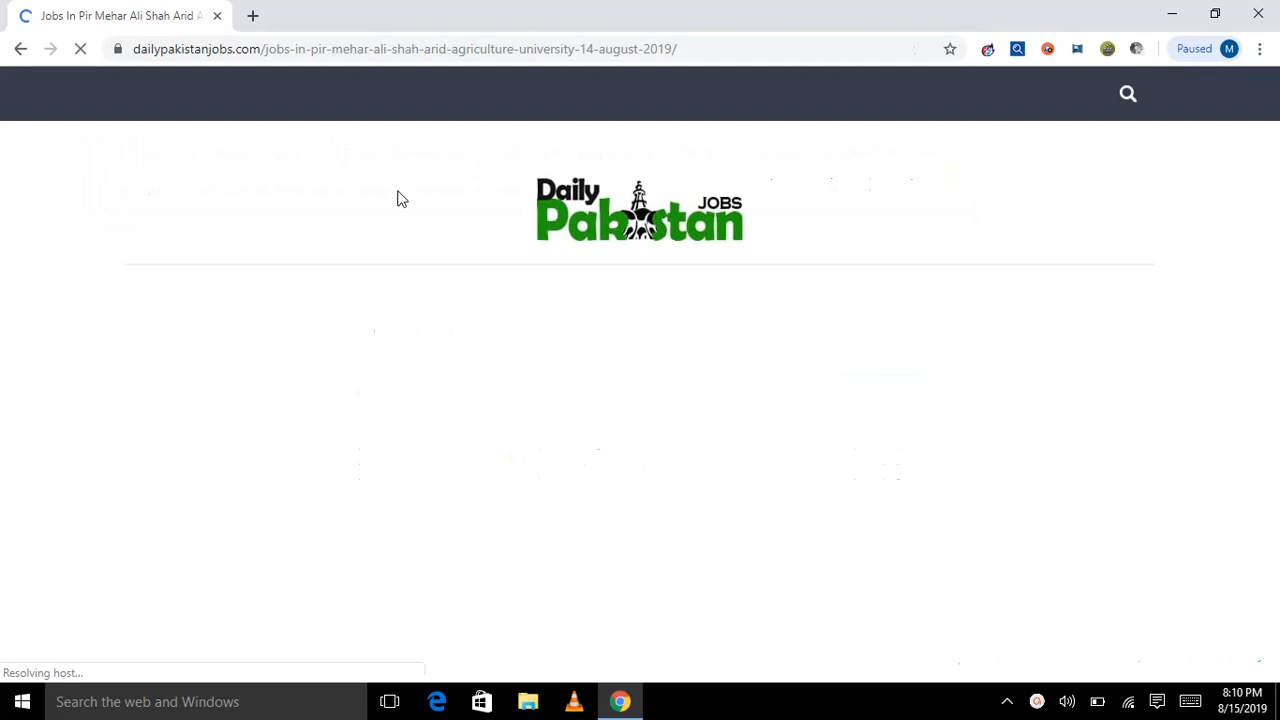 Jobs In Pir Mehar Ali Shah Arid A
dailypakistanjobs.com/jobs-in-pir-mehar-ali-shah-arid-agriculture-university-14-august-2019/
Paused M
Daily
Pakistan
JOBS
Resolving host...
Search the web and Windows
8:10 PM
8/15/2019